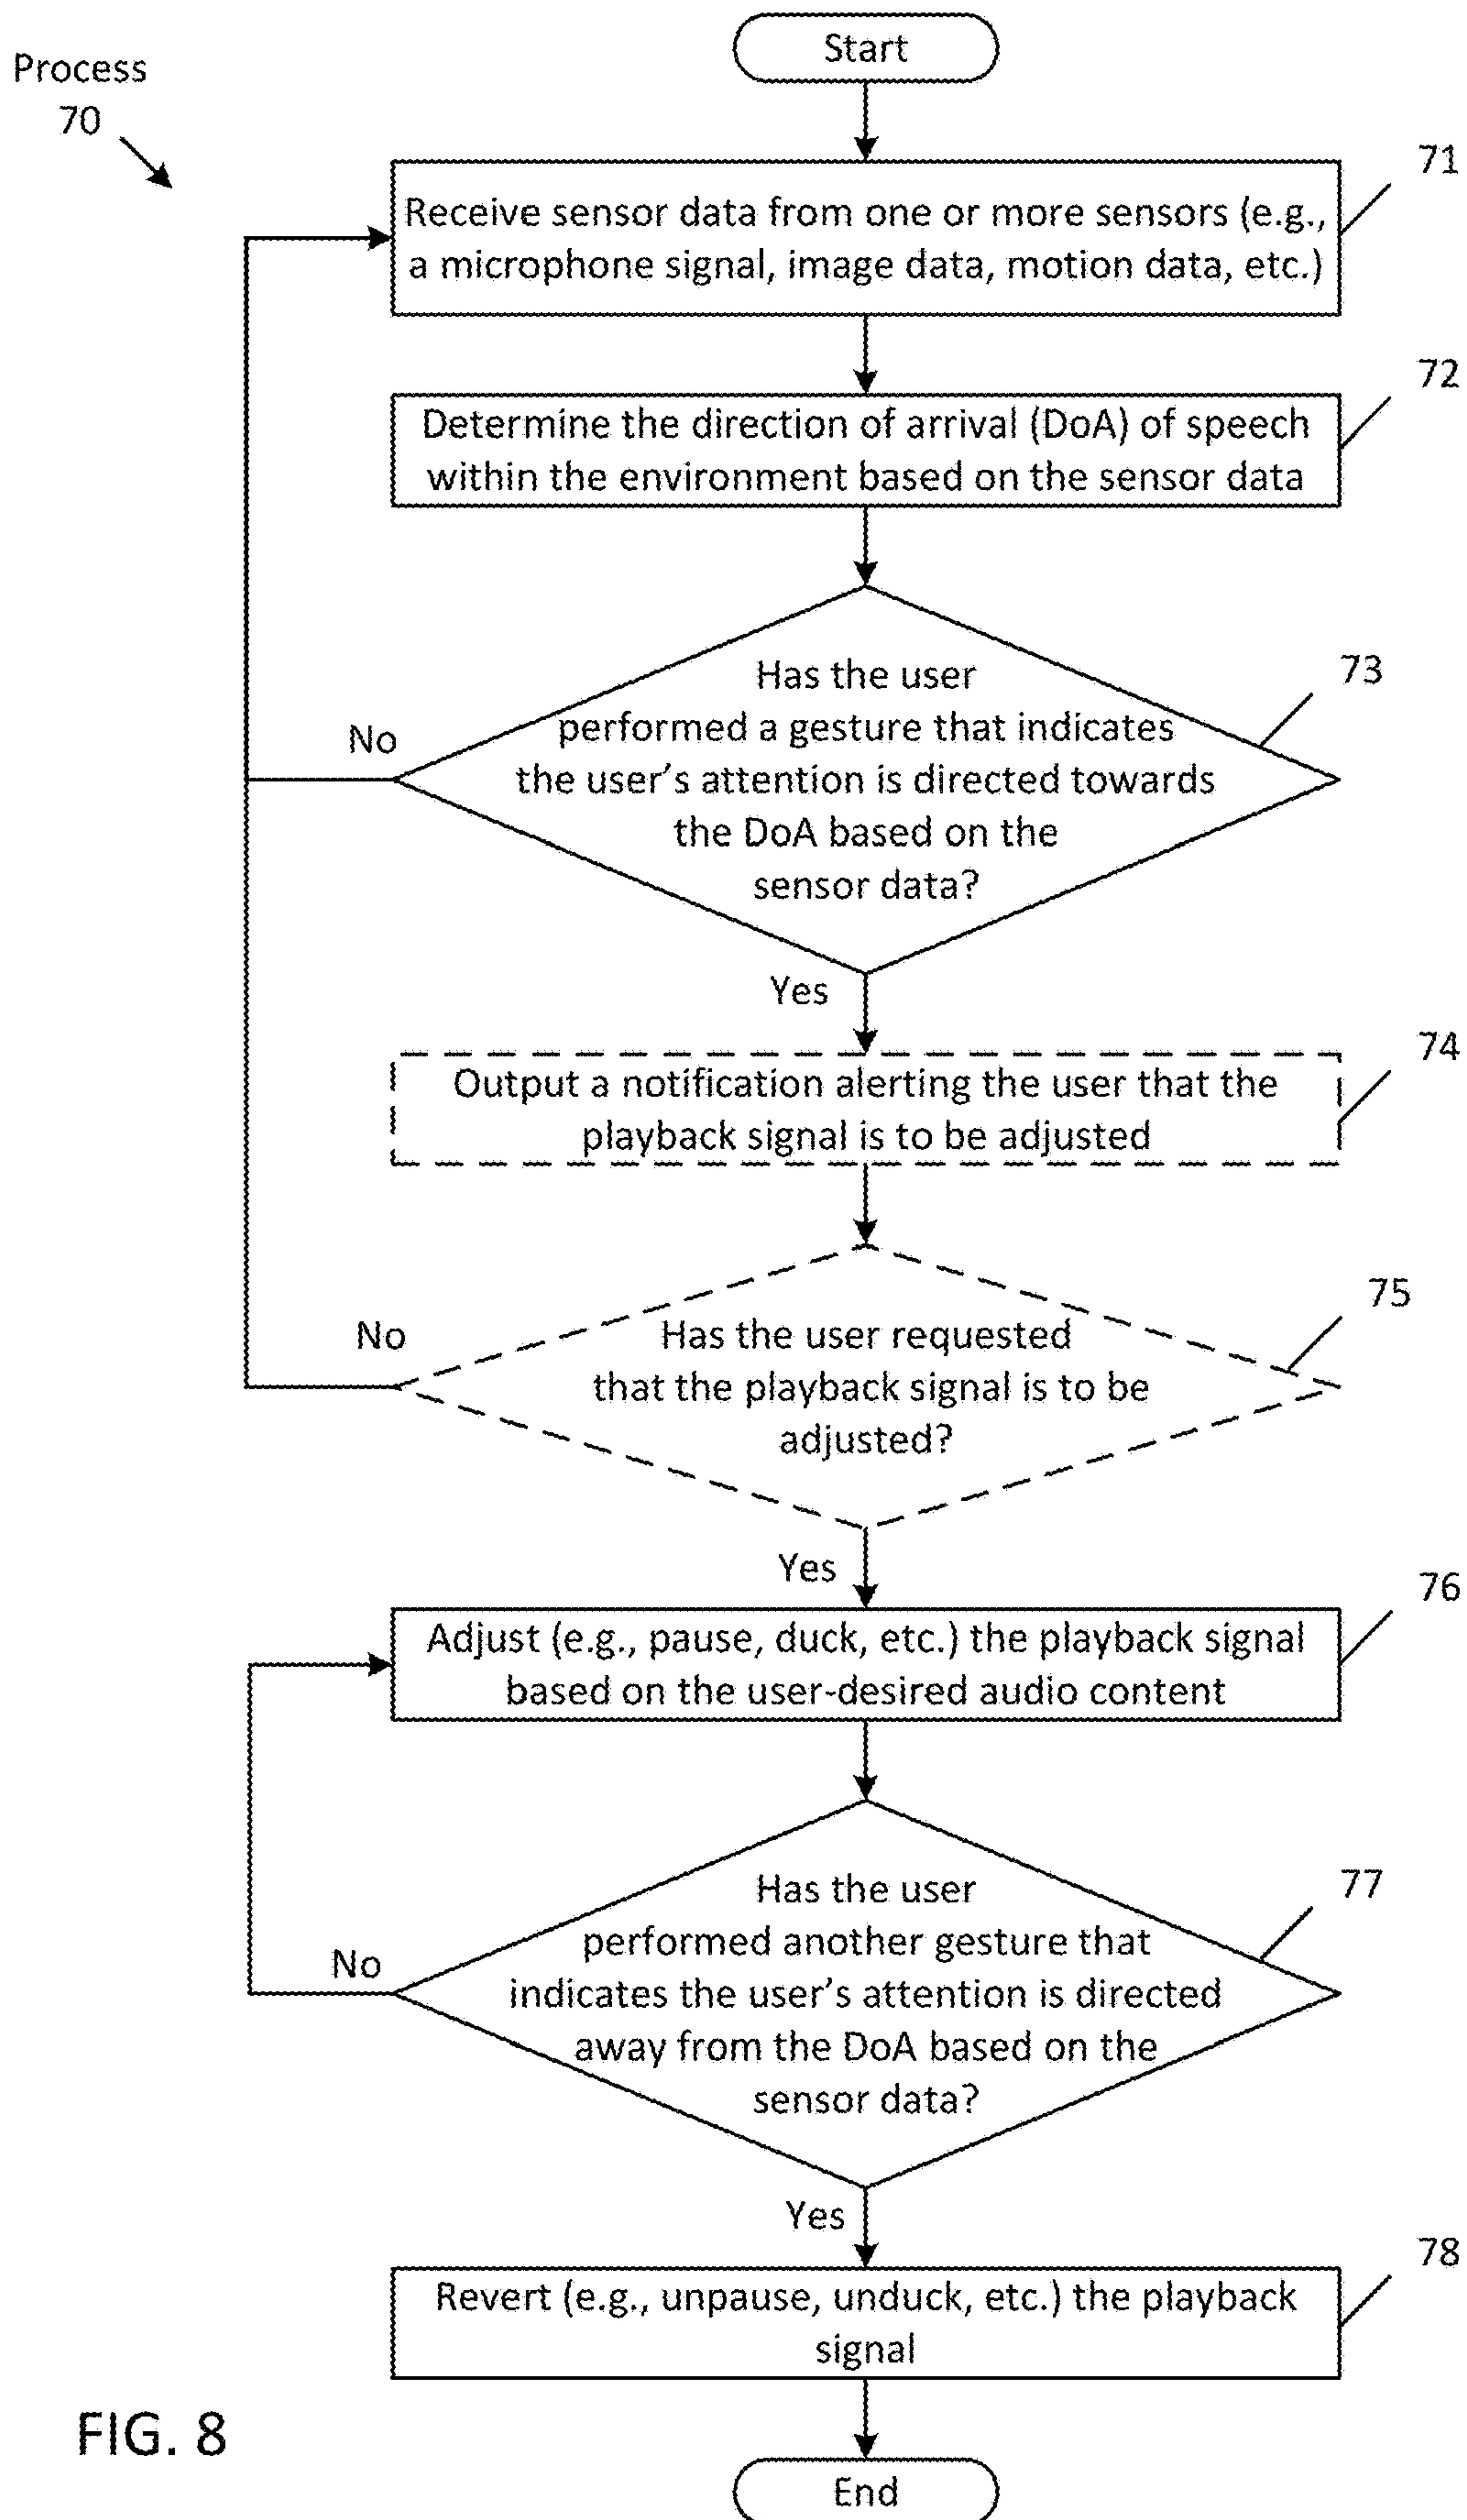 Start
Process
70
71
Receive sensor data from one or more sensors (e.g.,
a microphone signal, image data, motion data, etc.)
72
Determine the direction of arrival (DoA) of speech
within the environment based on the sensor data
73
Has the user
performed a gesture that indicates
the user's attention is directed towards
the DoA based on the
sensor data?
No
Yes
74
Output a notification alerting the user that the
playback signal is to be adjusted
75
Has the user requested
that the playback signal is to be
adjusted?
No
Yes
76
Adjust (e.g., pause, duck, etc.) the playback signal
based on the user-desired audio content
77
Has the user
performed another gesture that
indicates the user's attention is directed
away from the DoA based on the
sensor data?
No
Yes
78
Revert (e.g., unpause, unduck, etc.) the playback
signal
FIG. 8
End